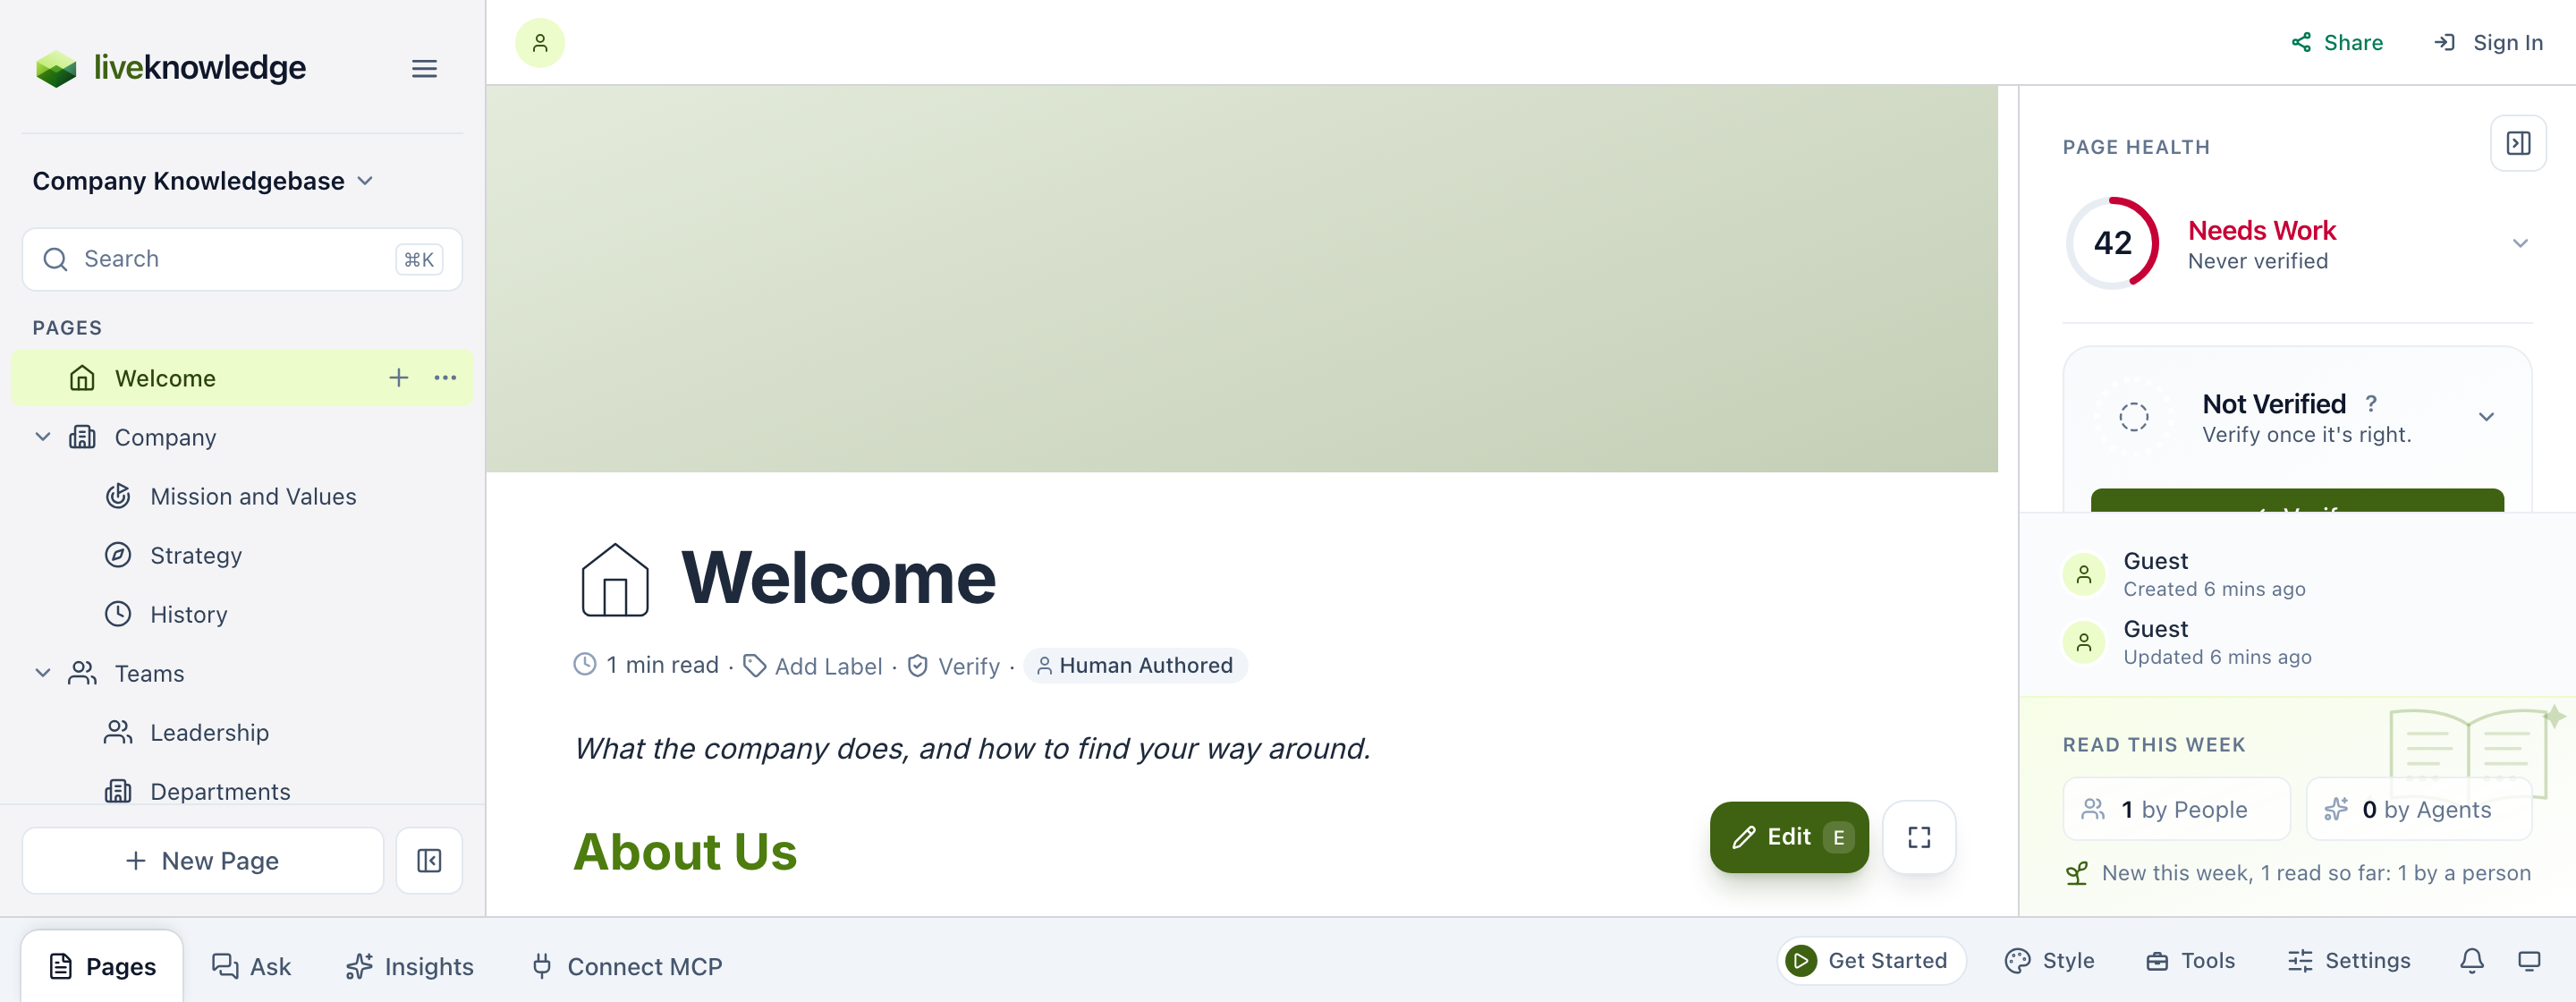 liveknowledge
Share
Sign In
Company Knowledgebase
Search
⌘K
PAGES
Welcome
Company
Mission and Values
Strategy
History
Teams
Leadership
Departments
New Page
Welcome
1 min read · Add Label · Verify · Human Authored
What the company does, and how to find your way around.
About Us
Edit E
PAGE HEALTH
42
Needs Work
Never verified
Not Verified ?
Verify once it's right.
Guest
Created 6 mins ago
Guest
Updated 6 mins ago
READ THIS WEEK
1 by People
0 by Agents
New this week, 1 read so far: 1 by a person
Pages
Ask
Insights
Connect MCP
Get Started
Style
Tools
Settings